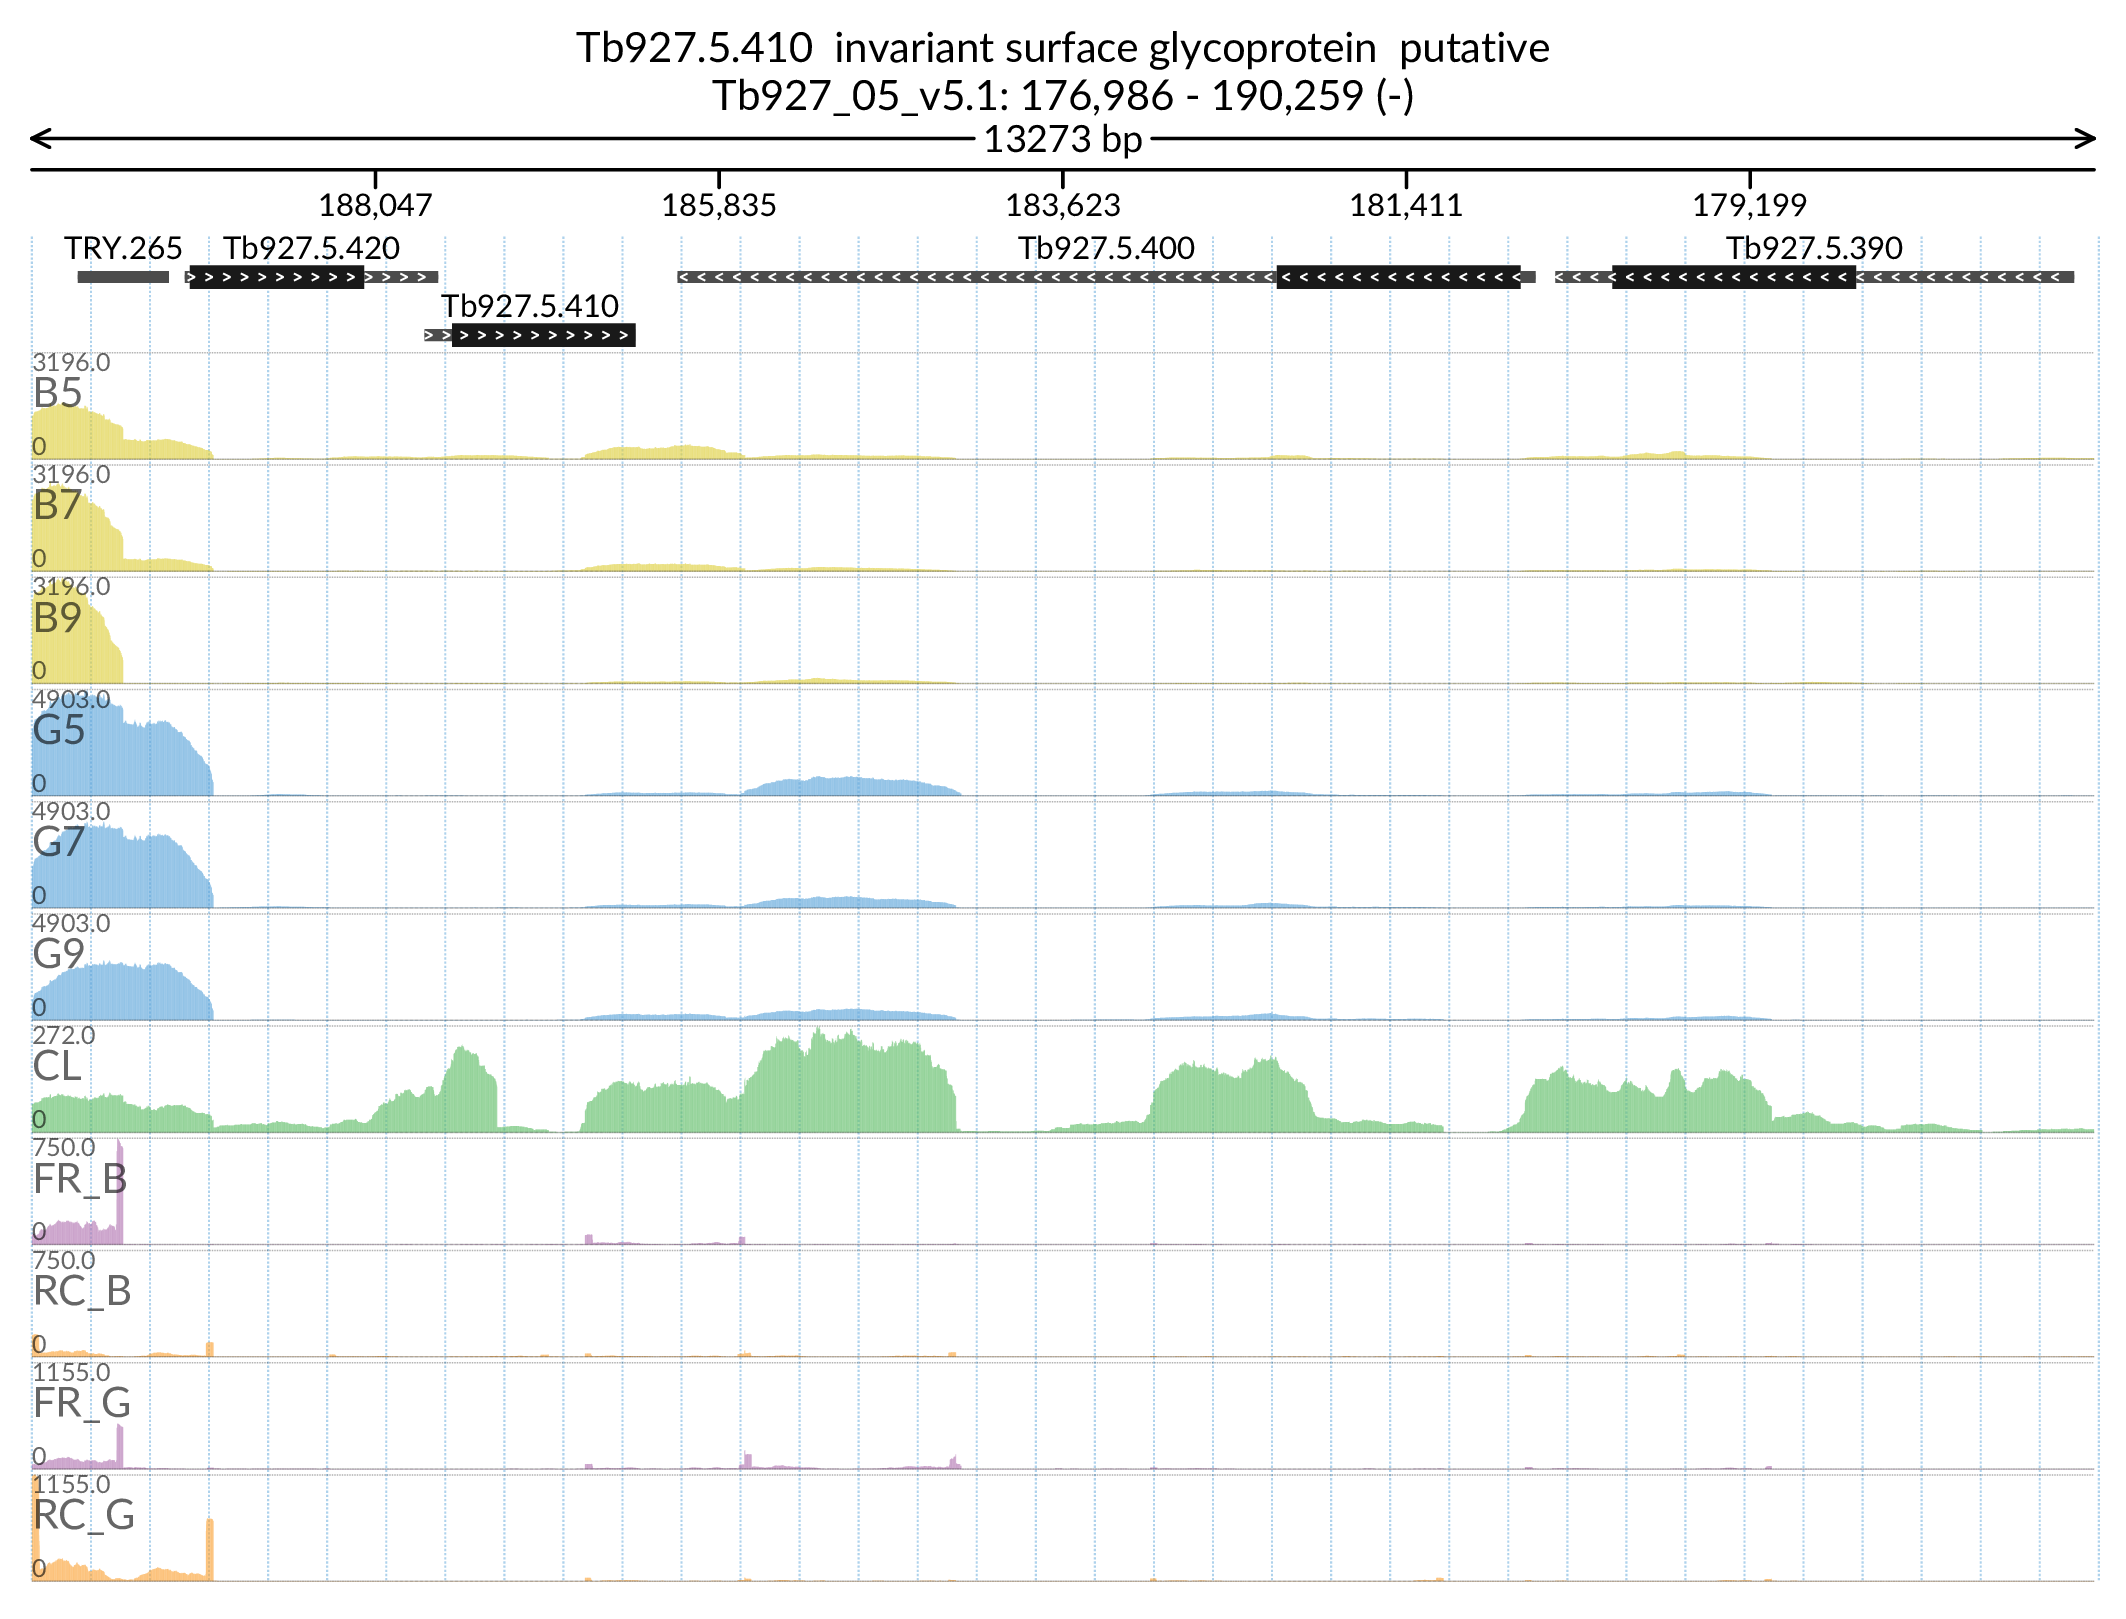 Tb927.5.410  invariant surface glycoprotein  putative
Tb927_05_v5.1: 176,986 - 190,259 (-)
13273 bp
188,047 185,835 183,623 181,411 179,199
TRY.265 Tb927.5.420 Tb927.5.400 Tb927.5.390
Tb927.5.410
3196.0
B5
0
3196.0
B7
0
3196.0
B9
0
4903.0
G5
0
4903.0
G7
0
4903.0
G9
0
272.0
CL
0
750.0
FR_B
0
750.0
RC_B
0
1155.0
FR_G
0
1155.0
RC_G
0